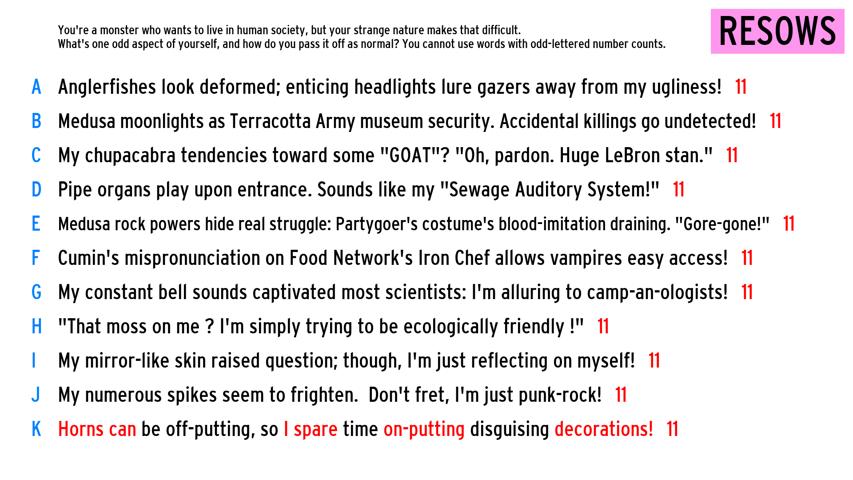 You're a monster who wants to live in human society, but your strange nature makes that difficult.
What's one odd aspect of yourself, and how do you pass it off as normal? You cannot use words with odd-lettered number counts.
RESOWS
A Anglerfishes look deformed; enticing headlights lure gazers away from my ugliness! 11
B Medusa moonlights as Terracotta Army museum security. Accidental killings go undetected! 11
C My chupacabra tendencies toward some "GOAT"? "Oh, pardon. Huge LeBron stan." 11
D Pipe organs play upon entrance. Sounds like my "Sewage Auditory System!" 11
E Medusa rock powers hide real struggle: Partygoer's costume's blood-imitation draining. "Gore-gone!" 11
F Cumin's mispronunciation on Food Network's Iron Chef allows vampires easy access! 11
G My constant bell sounds captivated most scientists: I'm alluring to camp-an-ologists! 11
H "That moss on me ? I'm simply trying to be ecologically friendly !" 11
I My mirror-like skin raised question; though, I'm just reflecting on myself! 11
J My numerous spikes seem to frighten.  Don't fret, I'm just punk-rock! 11
K Horns can be off-putting, so I spare time on-putting disguising decorations! 11